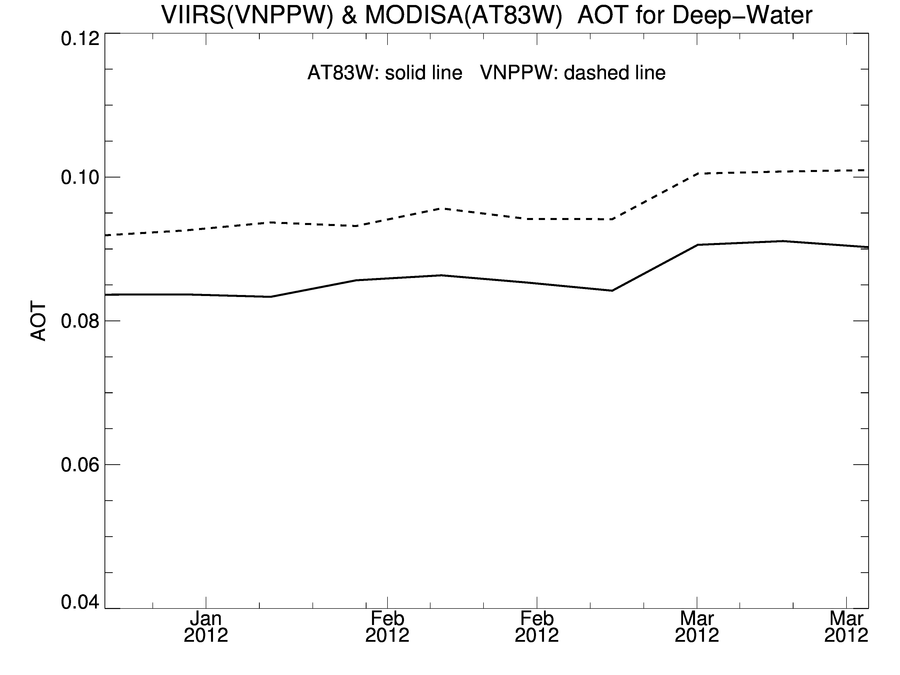 VIIRS(VNPPW) & MODISA(AT83W)  AOT for Deep−Water
0.12
AT83W: solid line   VNPPW: dashed line
0.10
0.08
AOT
0.06
0.04
Jan
2012
Feb
2012
Feb
2012
Mar
2012
Mar
2012